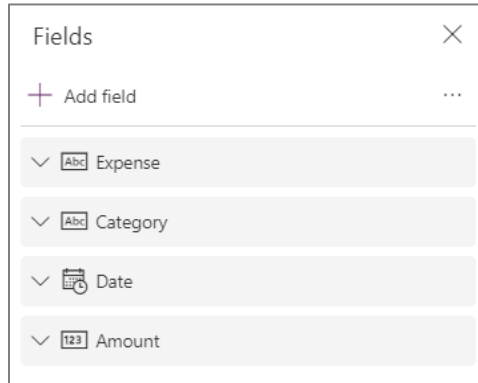 Fields
Add field
Abc Expense
Abc Category
Date
123 Amount